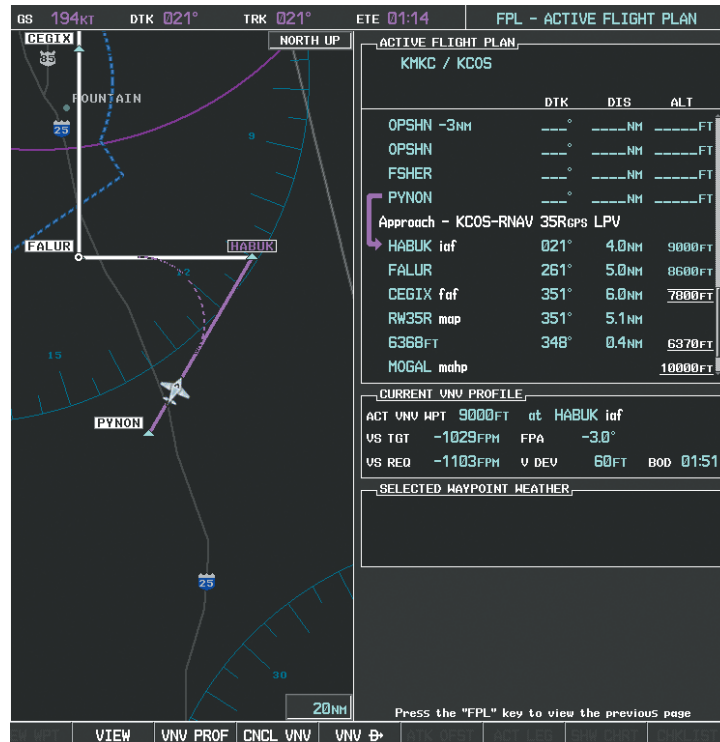 GS 194KT DTK 021° TRK 021° ETE 01:14 FPL - ACTIVE FLIGHT PLAN
CEGIX
NORTH UP
85
FOUNTAIN
25
9
FALUR
HABUK
12
15
PYNON
25
30
20NM
ACTIVE FLIGHT PLAN
KMKC / KCOS
DTK DIS ALT
OPSHN -3NM ___° ____NM _____FT
OPSHN ___° ____NM _____FT
FSHER ___° ____NM _____FT
PYNON ___° ____NM _____FT
Approach - KCOS-RNAV 35RGPS LPV
HABUK iaf 021° 4.0NM 9000FT
FALUR 261° 5.0NM 8600FT
CEGIX faf 351° 6.0NM 7800FT
RW35R map 351° 5.1NM
6368FT 348° 0.4NM 6370FT
MOGAL mahp 10000FT
CURRENT VNV PROFILE
ACT VNV WPT 9000FT at HABUK iaf
VS TGT -1029FPM FPA -3.0°
VS REQ -1103FPM V DEV 60FT BOD 01:51
SELECTED WAYPOINT WEATHER
Press the "FPL" key to view the previous page
EW WPT VIEW VNV PROF CNCL VNV VNV D ATK OFST ACT LEG SHW CHRT CHKLIST